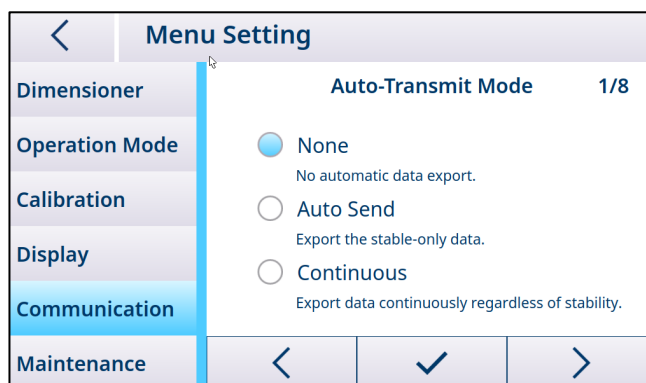 Menu Setting
Dimensioner
Operation Mode
Calibration
Display
Communication
Maintenance
Auto-Transmit Mode 1/8
None
No automatic data export.
Auto Send
Export the stable-only data.
Continuous
Export data continuously regardless of stability.